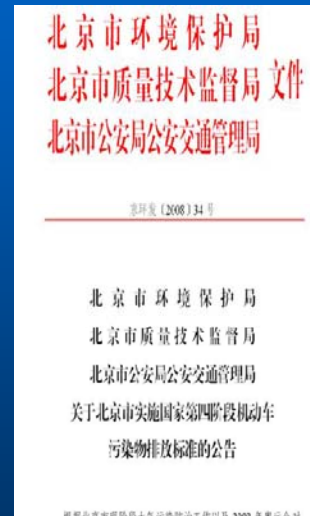 北京市环境保护局
北京市质量技术监督局 文件
北京市公安局公安交通管理局
京环发〔2008〕34号
北京市环境保护局
北京市质量技术监督局
北京市公安局公安交通管理局
关于北京市实施国家第四阶段机动车
污染物排放标准的公告